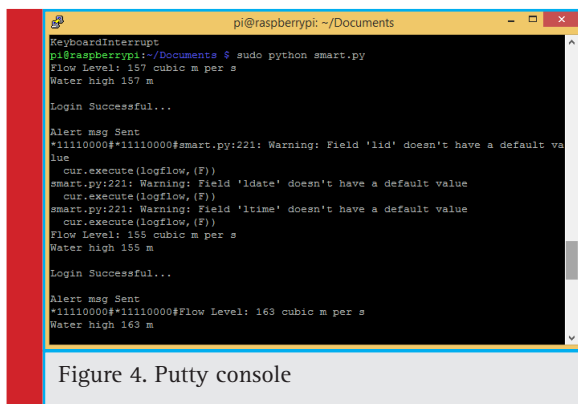 pi@raspberrypi: ~/Documents
KeyboardInterrupt
pi@raspberrypi:~/Documents $ sudo python smart.py
Flow Level: 157 cubic m per s
Water high 157 m
Login Successful...
Alert msg Sent
*11110000#*11110000#smart.py:221: Warning: Field 'lid' doesn't have a default va
lue
cur.execute(logflow,(F))
smart.py:221: Warning: Field 'ldate' doesn't have a default value
cur.execute(logflow,(F))
smart.py:221: Warning: Field 'ltime' doesn't have a default value
cur.execute(logflow,(F))
Flow Level: 155 cubic m per s
Water high 155 m
Login Successful...
Alert msg Sent
*11110000#*11110000#Flow Level: 163 cubic m per s
Water high 163 m
Figure 4. Putty console